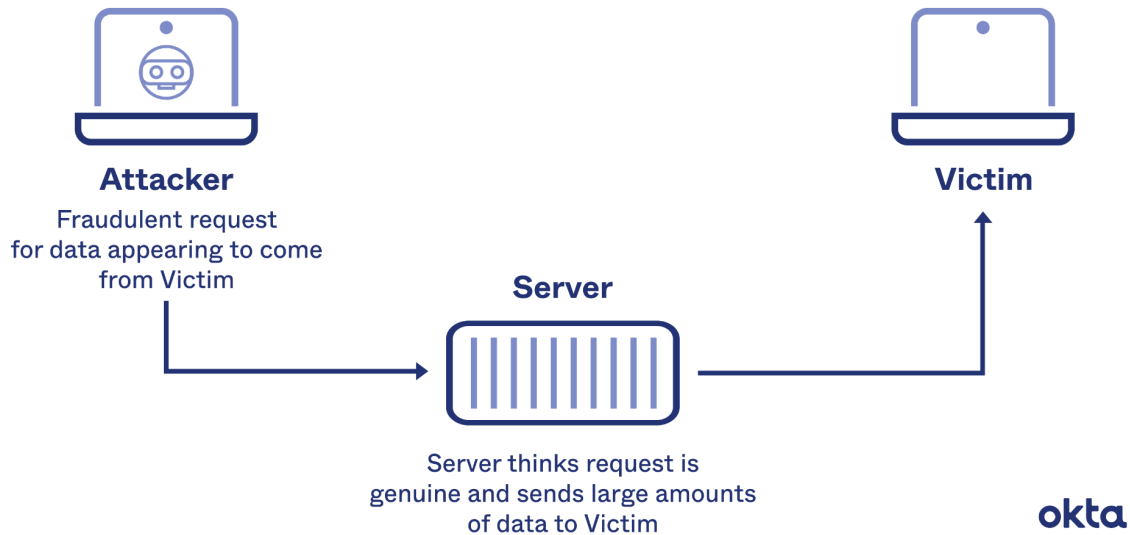 Attacker
Fraudulent request
for data appearing to come
from Victim
Server
Server thinks request is
genuine and sends large amounts
of data to Victim
Victim
okta